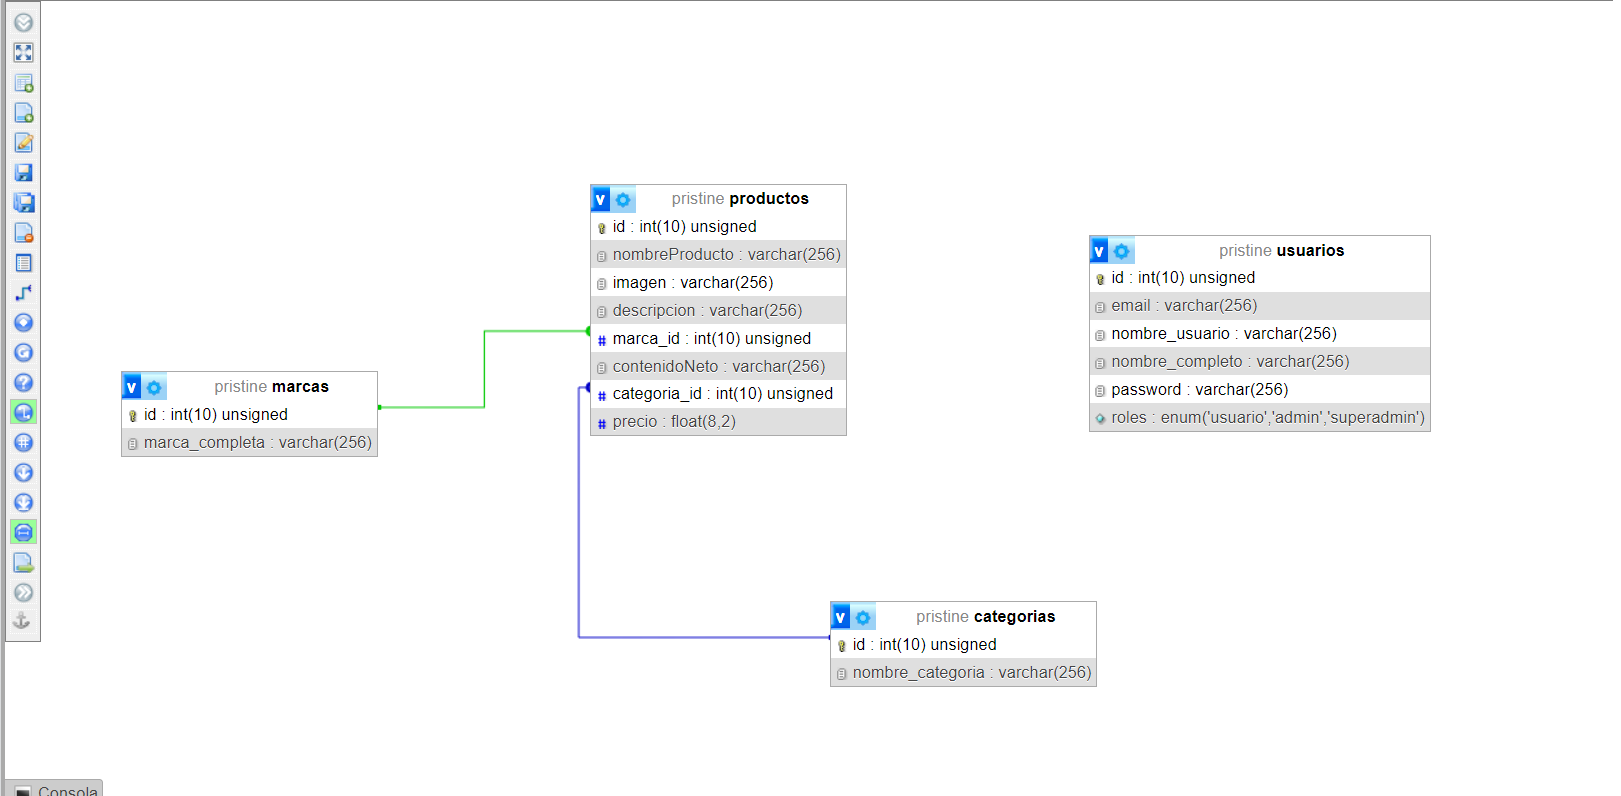 pristine productos
id : int(10) unsigned
nombreProducto : varchar(256)
imagen : varchar(256)
descripcion : varchar(256)
marca_id : int(10) unsigned
contenidoNeto : varchar(256)
categoria_id : int(10) unsigned
precio : float(8,2)
pristine usuarios
id : int(10) unsigned
email : varchar(256)
nombre_usuario : varchar(256)
nombre_completo : varchar(256)
password : varchar(256)
roles : enum('usuario','admin','superadmin')
pristine marcas
id : int(10) unsigned
marca_completa : varchar(256)
pristine categorias
id : int(10) unsigned
nombre_categoria : varchar(256)
Consola